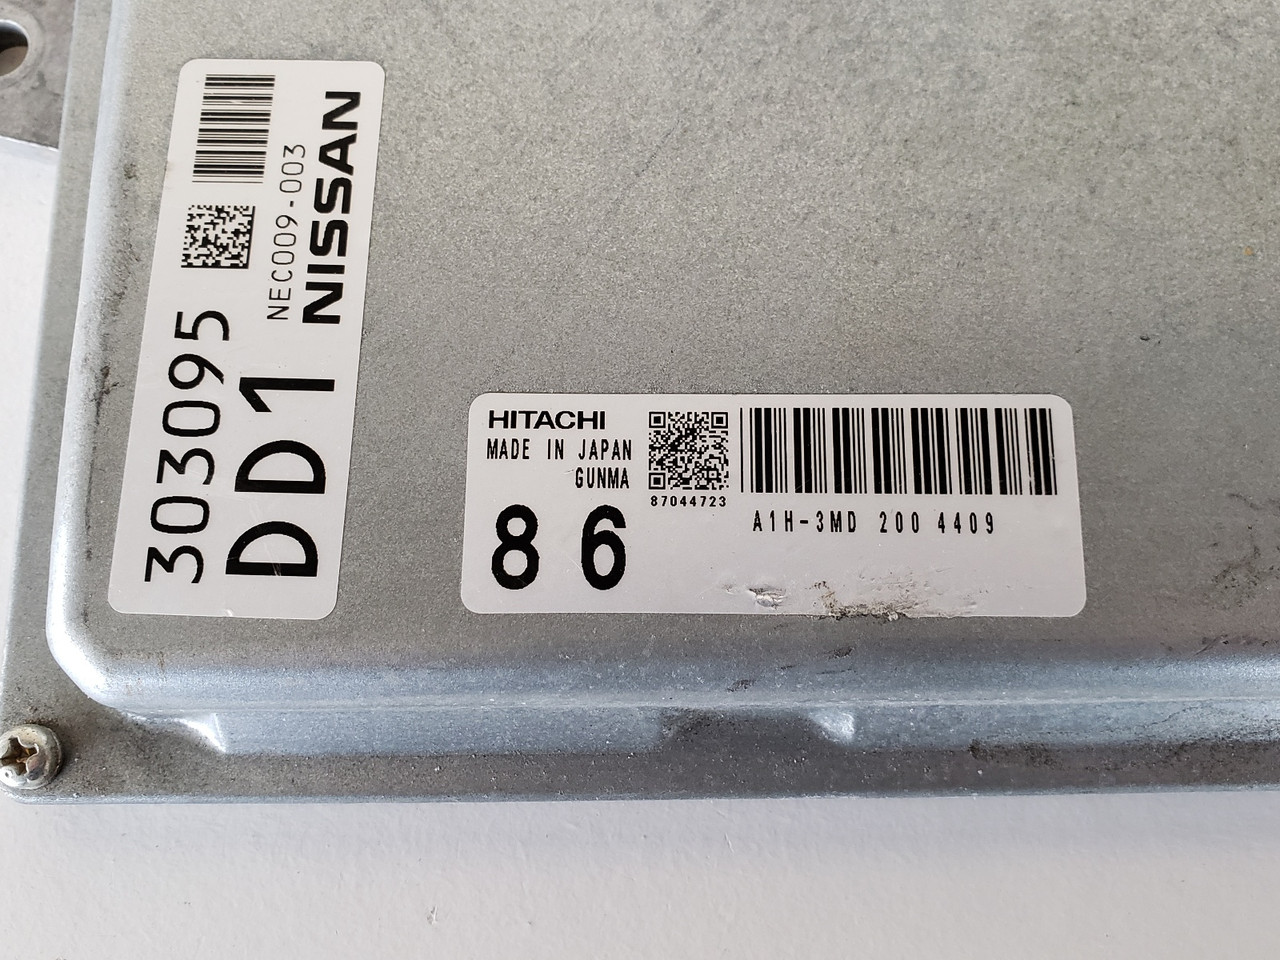 NISSAN
NEC009-003
303095
DD1
HITACHI
MADE IN JAPAN
GUNMA
8 6
87044723
A1H-3MD 200 4409